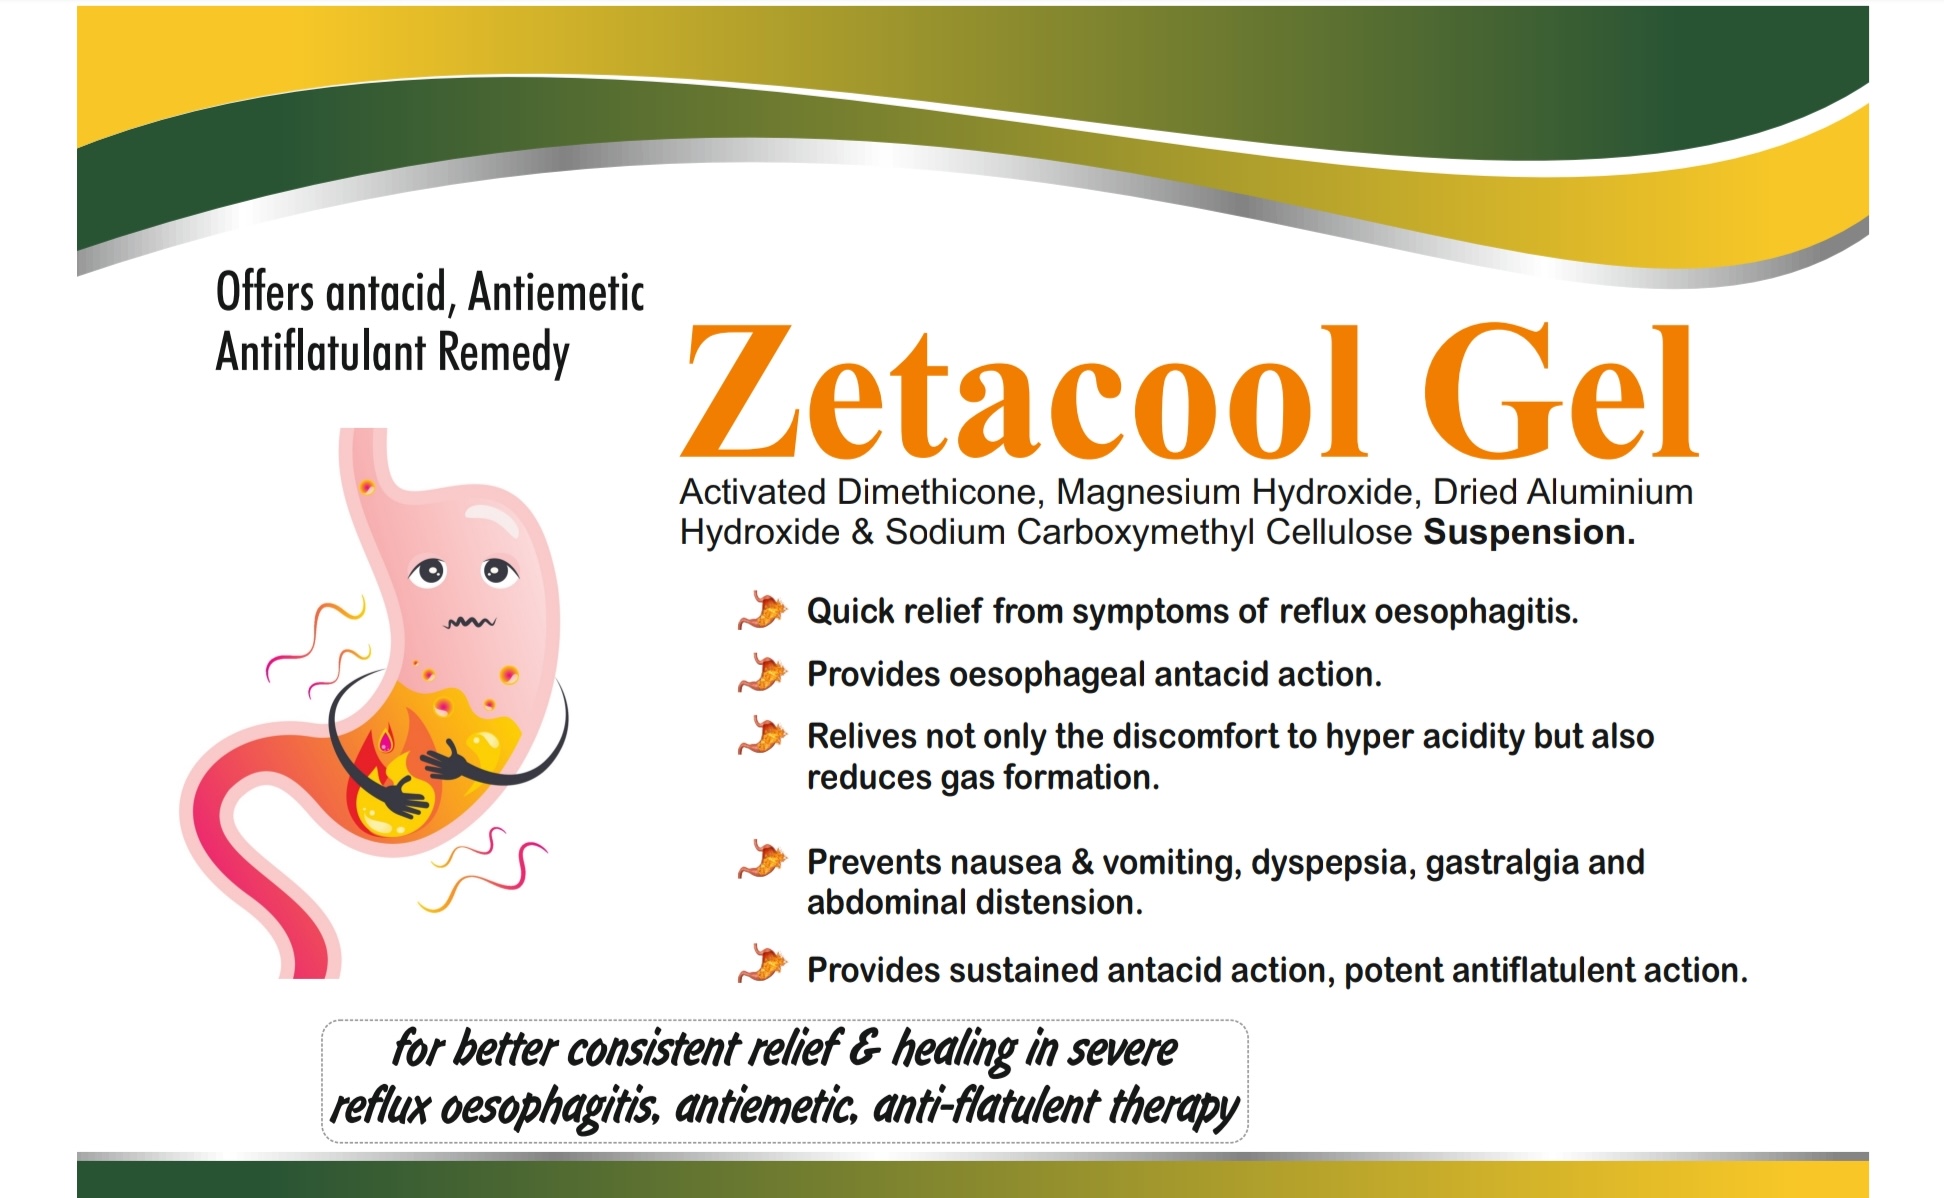 Offers antacid, Antiemetic
Antiflatulant Remedy
Zetacool Gel
Activated Dimethicone, Magnesium Hydroxide, Dried Aluminium
Hydroxide & Sodium Carboxymethyl Cellulose Suspension.
Quick relief from symptoms of reflux oesophagitis.
Provides oesophageal antacid action.
Relives not only the discomfort to hyper acidity but also
reduces gas formation.
Prevents nausea & vomiting, dyspepsia, gastralgia and
abdominal distension.
Provides sustained antacid action, potent antiflatulent action.
for better consistent relief & healing in severe
reflux oesophagitis, antiemetic, anti-flatulent therapy